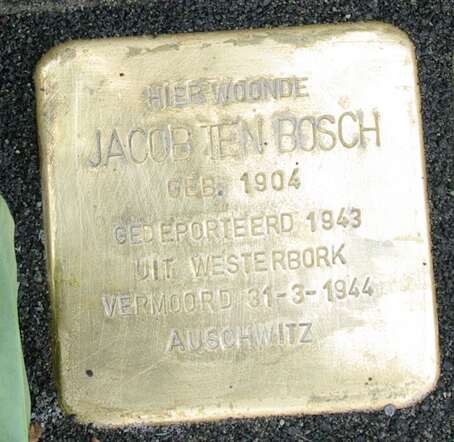 HIER WOONDE
JACOB TEN BOSCH
GEB. 1904
GEDEPORTEERD 1943
UIT WESTERBORK
VERMOORD 31-3-1944
AUSCHWITZ